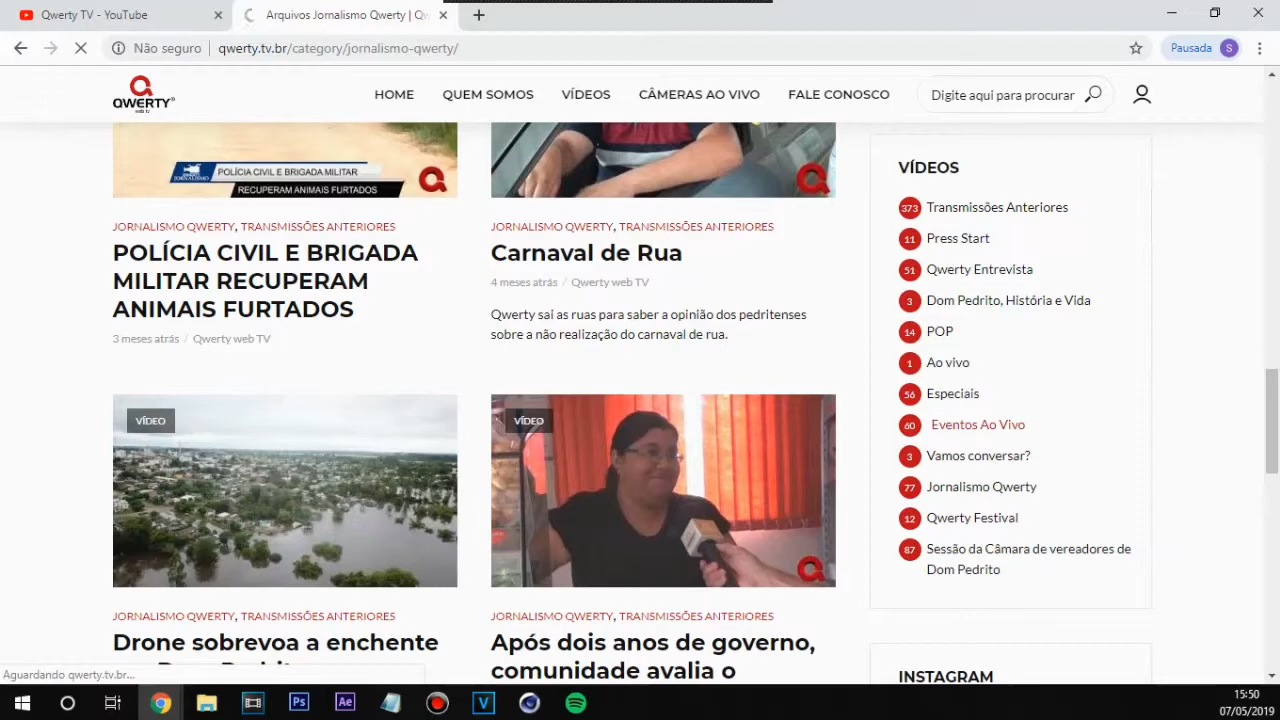 Qwerty TV - YouTube
Arquivos Jornalismo Qwerty | Qw
Não seguro
qwerty.tv.br/category/jornalismo-qwerty/
Pausada
S
QWERTY
web tv
HOME
QUEM SOMOS
VÍDEOS
CÂMERAS AO VIVO
FALE CONOSCO
Digite aqui para procurar
JORNALISMO
POLÍCIA CIVIL E BRIGADA MILITAR
RECUPERAM ANIMAIS FURTADOS
JORNALISMO QWERTY, TRANSMISSÕES ANTERIORES
POLÍCIA CIVIL E BRIGADA
MILITAR RECUPERAM
ANIMAIS FURTADOS
3 meses atrás / Qwerty web TV
JORNALISMO QWERTY, TRANSMISSÕES ANTERIORES
Carnaval de Rua
4 meses atrás / Qwerty web TV
Qwerty sai as ruas para saber a opinião dos pedritenses
sobre a não realização do carnaval de rua.
VÍDEO
JORNALISMO QWERTY, TRANSMISSÕES ANTERIORES
Drone sobrevoa a enchente
VÍDEO
JORNALISMO QWERTY, TRANSMISSÕES ANTERIORES
Após dois anos de governo,
comunidade avalia o
VÍDEOS
373 Transmissões Anteriores
11 Press Start
51 Qwerty Entrevista
3 Dom Pedrito, História e Vida
14 POP
1 Ao vivo
56 Especiais
60 Eventos Ao Vivo
3 Vamos conversar?
77 Jornalismo Qwerty
12 Qwerty Festival
87 Sessão da Câmara de vereadores de
Dom Pedrito
INSTAGRAM
Aguardando qwerty.tv.br...
Ps
Ae
V
15:50
07/05/2019